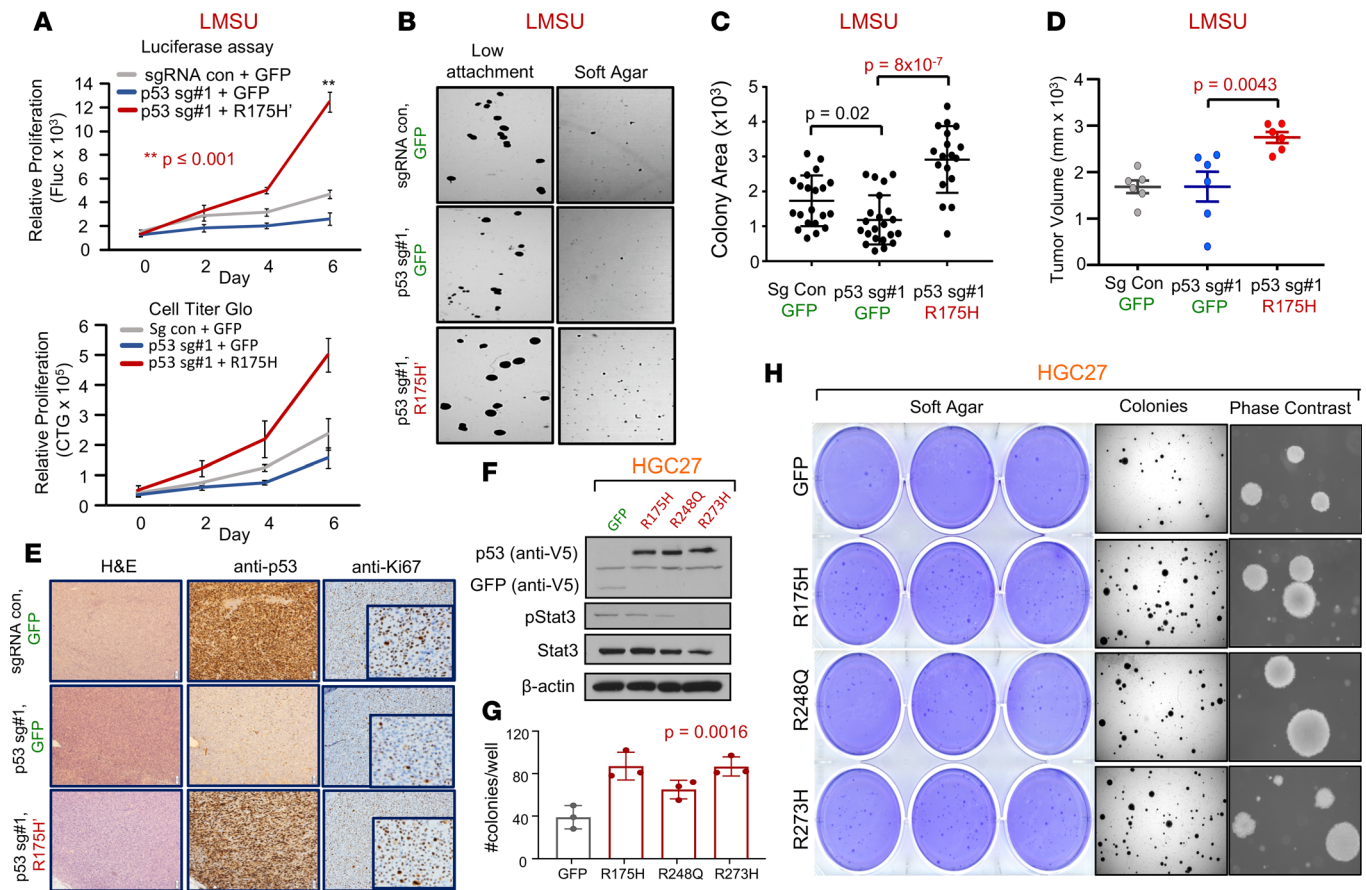 A
LMSU
Luciferase assay
sgRNA con + GFP
p53 sg#1 + GFP
p53 sg#1 + R175H'
**
** p ≤ 0.001
Relative Proliferation
(Fluc x 10³)
14
12
10
8
6
4
2
0
0 2 4 6
Day
Cell Titer Glo
Sg con + GFP
p53 sg#1 + GFP
p53 sg#1 + R175H
Relative Proliferation
(CTG x 10⁵)
6
5
4
3
2
1
0
0 2 4 6
Day
B
LMSU
Low
attachment
Soft Agar
sgRNA con,
GFP
p53 sg#1,
GFP
p53 sg#1,
R175H'
C
LMSU
p = 8x10⁻⁷
p = 0.02
Colony Area (x10³)
5
4
3
2
1
0
Sg Con
GFP
p53 sg#1
GFP
p53 sg#1
R175H
D
LMSU
p = 0.0043
Tumor Volume (mm x 10³)
4
3
2
1
0
Sg Con
GFP
p53 sg#1
GFP
p53 sg#1
R175H
E
H&E
anti-p53
anti-Ki67
sgRNA con,
GFP
p53 sg#1,
GFP
p53 sg#1,
R175H'
F
HGC27
GFP
R175H
R248Q
R273H
p53 (anti-V5)
GFP (anti-V5)
pStat3
Stat3
β-actin
G
p = 0.0016
#colonies/well
120
80
40
0
GFP R175H R248Q R273H
H
HGC27
Soft Agar
Colonies
Phase Contrast
GFP
R175H
R248Q
R273H